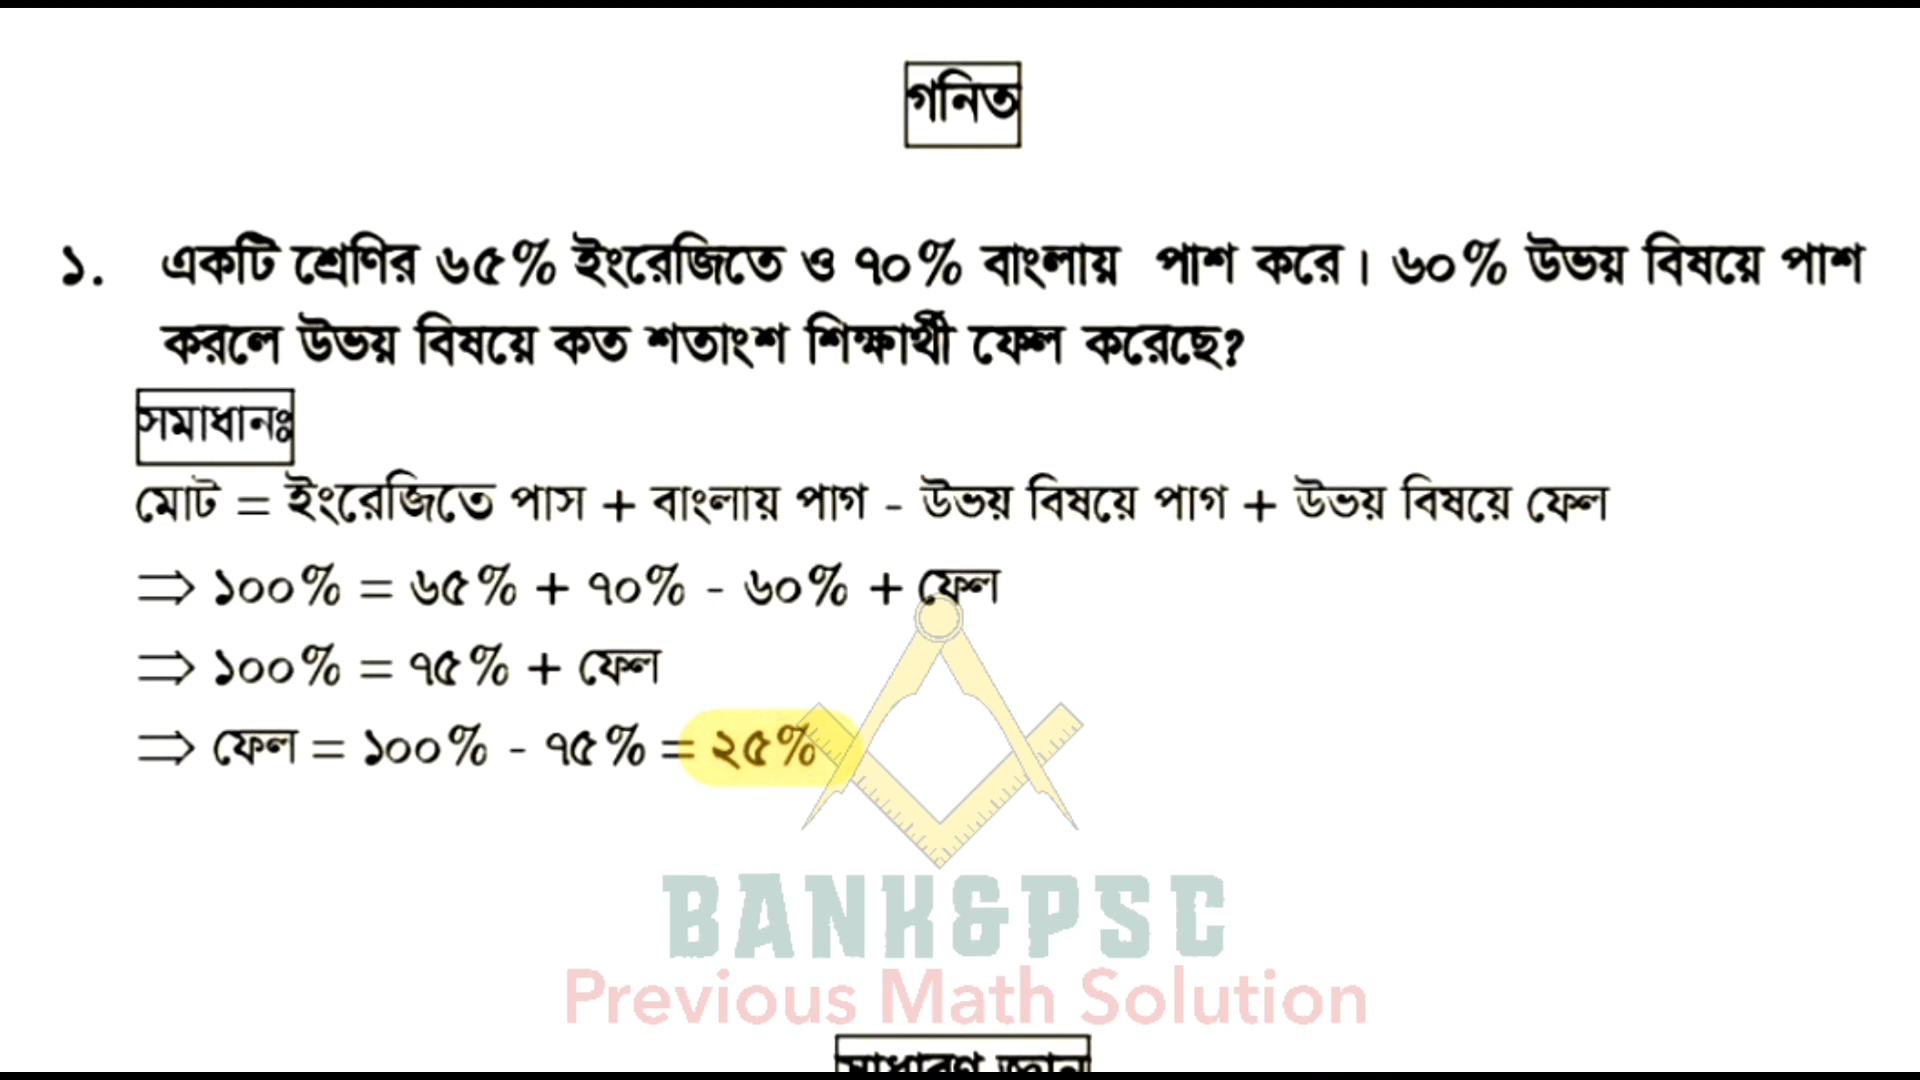 গনিত
১. একটি শ্রেণির ৬৫% ইংরেজিতে ও ৭০% বাংলায় পাশ করে। ৬০% উভয় বিষয়ে পাশ
করলে উভয় বিষয়ে কত শতাংশ শিক্ষার্থী ফেল করেছে?
সমাধানঃ
মোট = ইংরেজিতে পাস + বাংলায় পাগ - উভয় বিষয়ে পাগ + উভয় বিষয়ে ফেল
⇒ ১০০% = ৬৫% + ৭০% - ৬০% + ফেল
⇒ ১০০% = ৭৫% + ফেল
⇒ ফেল = ১০০% - ৭৫% = ২৫%
BANK&PSC
Previous Math Solution
সাধারণ জ্ঞান